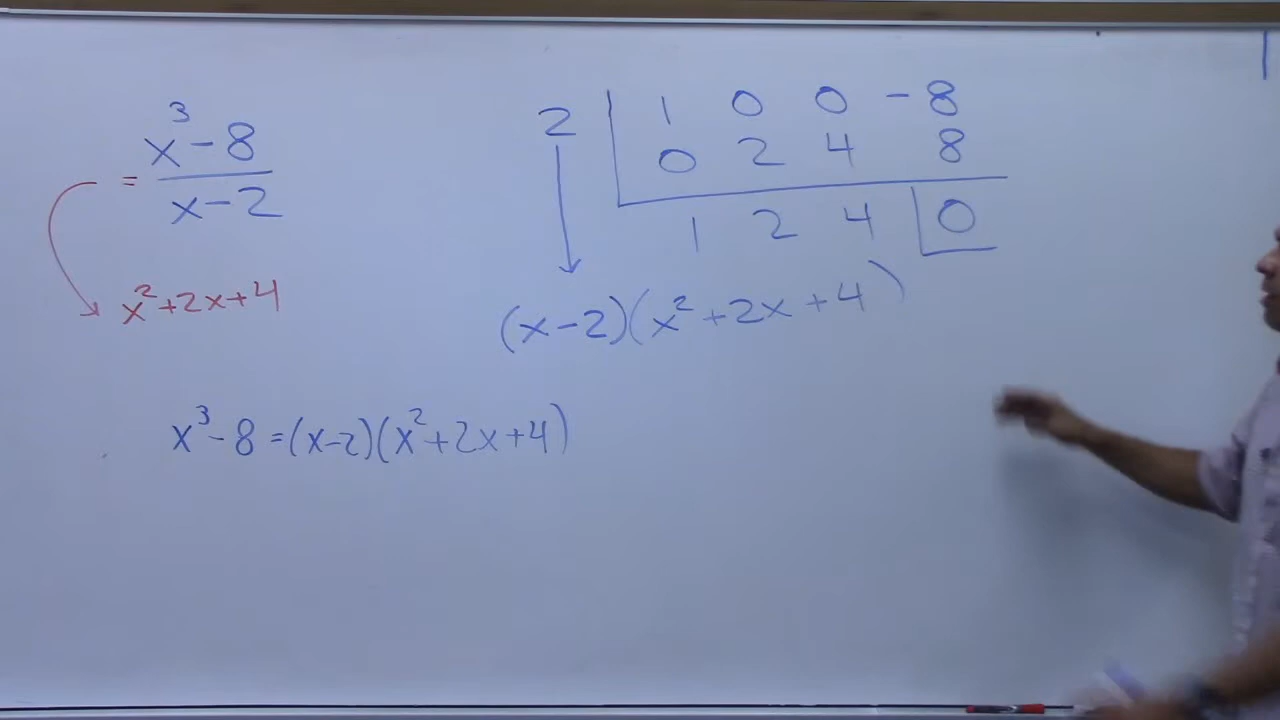 x³-8
= ―――
x-2
x²+2x+4
2 | 1 0 0 -8
0 2 4 8
1 2 4 | 0
(x-2)(x²+2x+4)
x³-8=(x-2)(x²+2x+4)